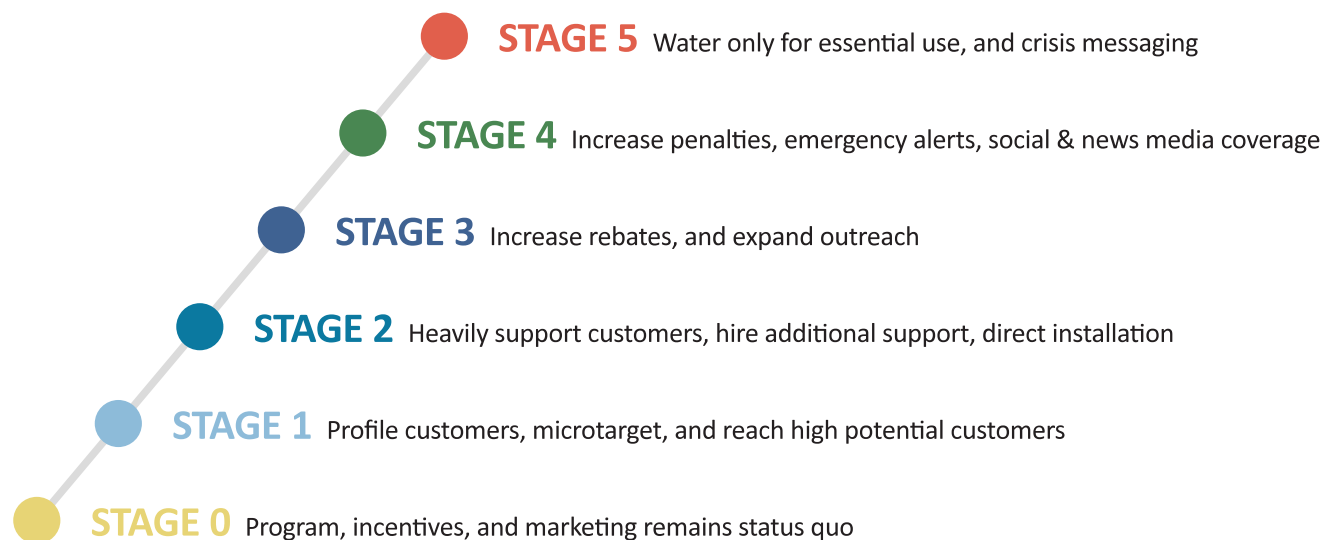 STAGE 5 Water only for essential use, and crisis messaging
STAGE 4 Increase penalties, emergency alerts, social & news media coverage
STAGE 3 Increase rebates, and expand outreach
STAGE 2 Heavily support customers, hire additional support, direct installation
STAGE 1 Profile customers, microtarget, and reach high potential customers
STAGE 0 Program, incentives, and marketing remains status quo